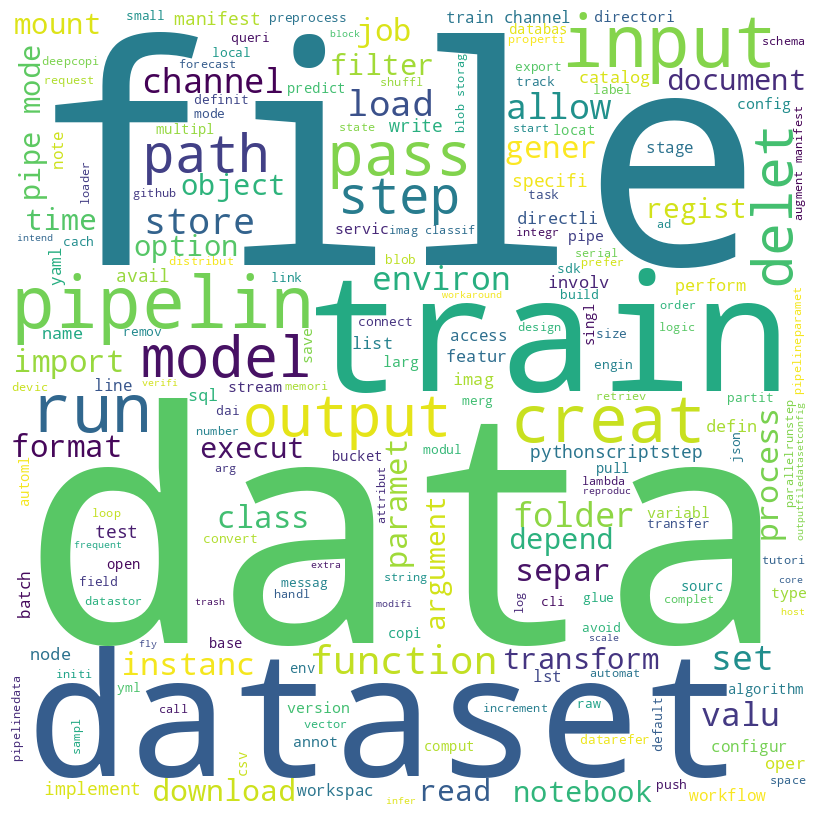 small
manifest
preprocess
train channel
directori
mount
job
databas
input
queri
block
properti
schema
deepcopi
local
filter
export
catalog
document
request
channel
forecast
predict
shuffl
blob storag
track
label
file
pipe mode
definit
mode
load
allow
config
multipl
state
write
start
locat
note
path
pass
gener
stage
delet
augment manifest
loader
github
object
step
specifi
task
time
store
servic
imag classif
directli
integr
regist
intend
cach
option
pipe
serial
ad
distribut
blob
prefer
yaml
avail
link
environ
sdk
involv
perform
pipelin
workaround
build
train
order
pipelineparamet
name
remov
save
connect
access
design
singl
size
logic
import
model
list
featur
engin
devic
verifi
line
larg
imag
stream
memori
retriev
partit
run
sql
dai
merg
output
creat
defin
parallelrunstep
outputfiledatasetconfig
format
number
execut
bucket
modul
pythonscriptstep
json
process
automl
arg
attribut
paramet
pull
lambda
reproduc
loop
class
folder
variabl
test
convert
argument
transfer
frequent
string
depend
tutori
data
open
extra
separ
core
batch
field
messag
sourc
type
datastor
handl
log
cli
glue
complet
host
trash
modifi
copi
avoid
fly
base
scale
node
instanc
function
transform
set
initi
env
lst
automat
algorithm
pipelinedata
yml
dataset
call
version
increment
raw
valu
vector
default
sampl
annot
comput
datarefer
configur
csv
oper
implement
download
workspac
read
notebook
push
space
infer
workflow